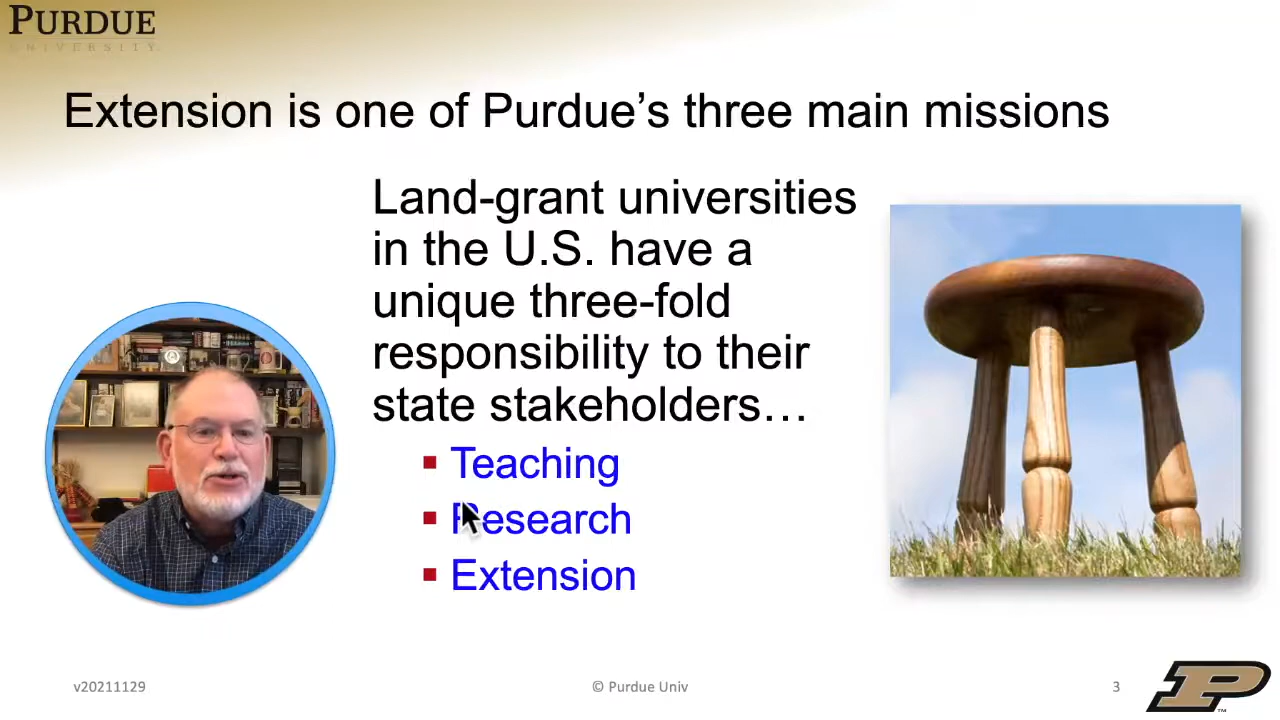 PURDUE
UNIVERSITY
Extension is one of Purdue's three main missions
Land-grant universities
in the U.S. have a
unique three-fold
responsibility to their
state stakeholders…
▪ Teaching
▪ Research
▪ Extension
v20211129
© Purdue Univ
3
P
TM